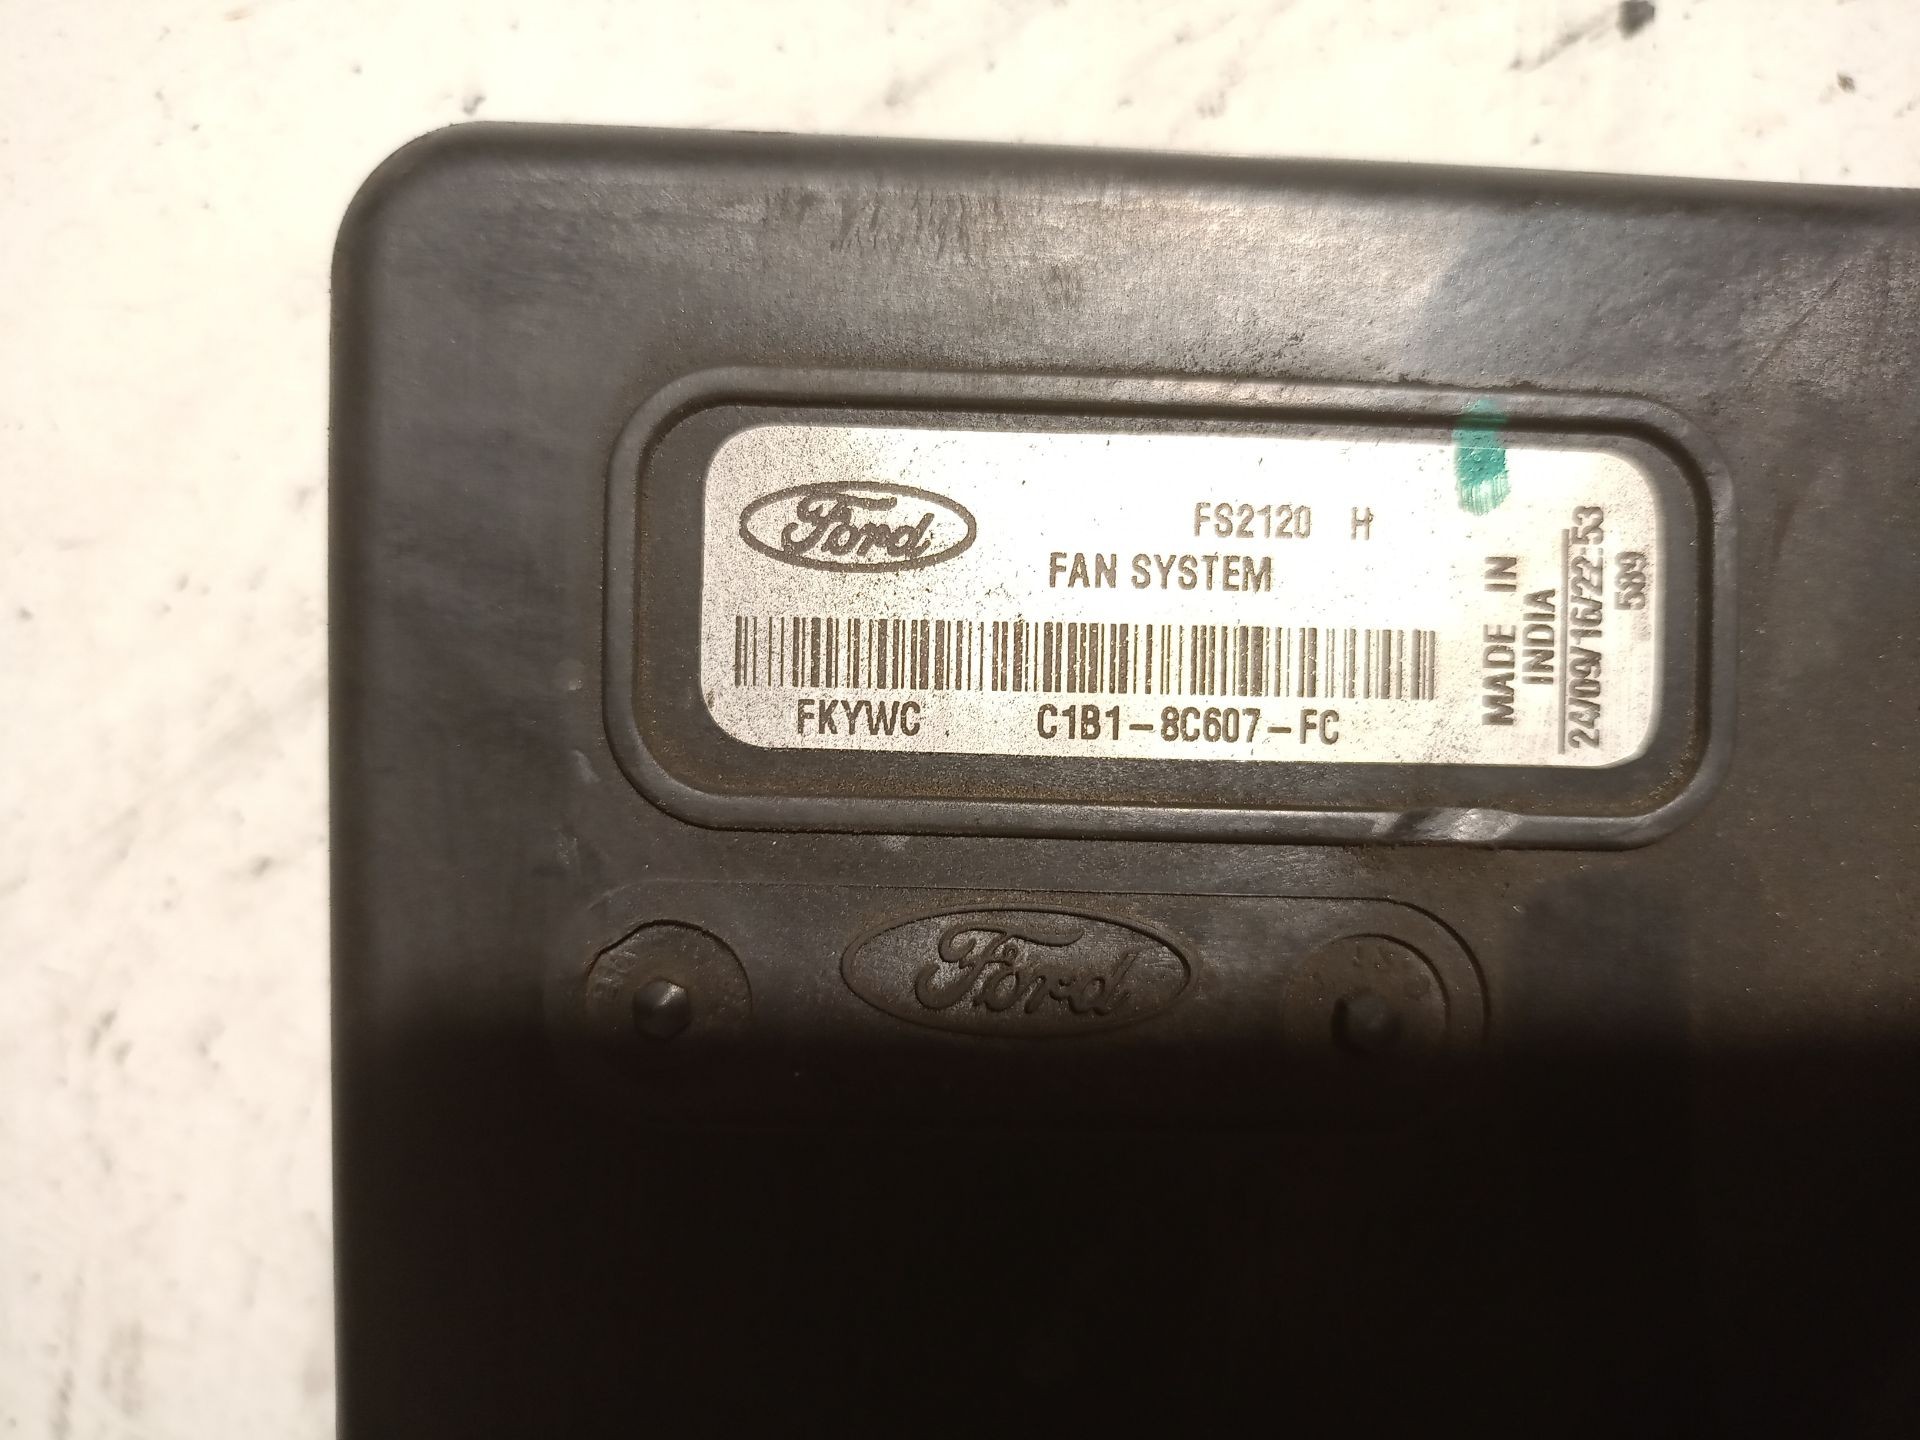 Ford
FS2120 H
FAN SYSTEM
FKYWC C1B1-8C607-FC
MADE IN
INDIA
24/09/16/22:53
589
Ford